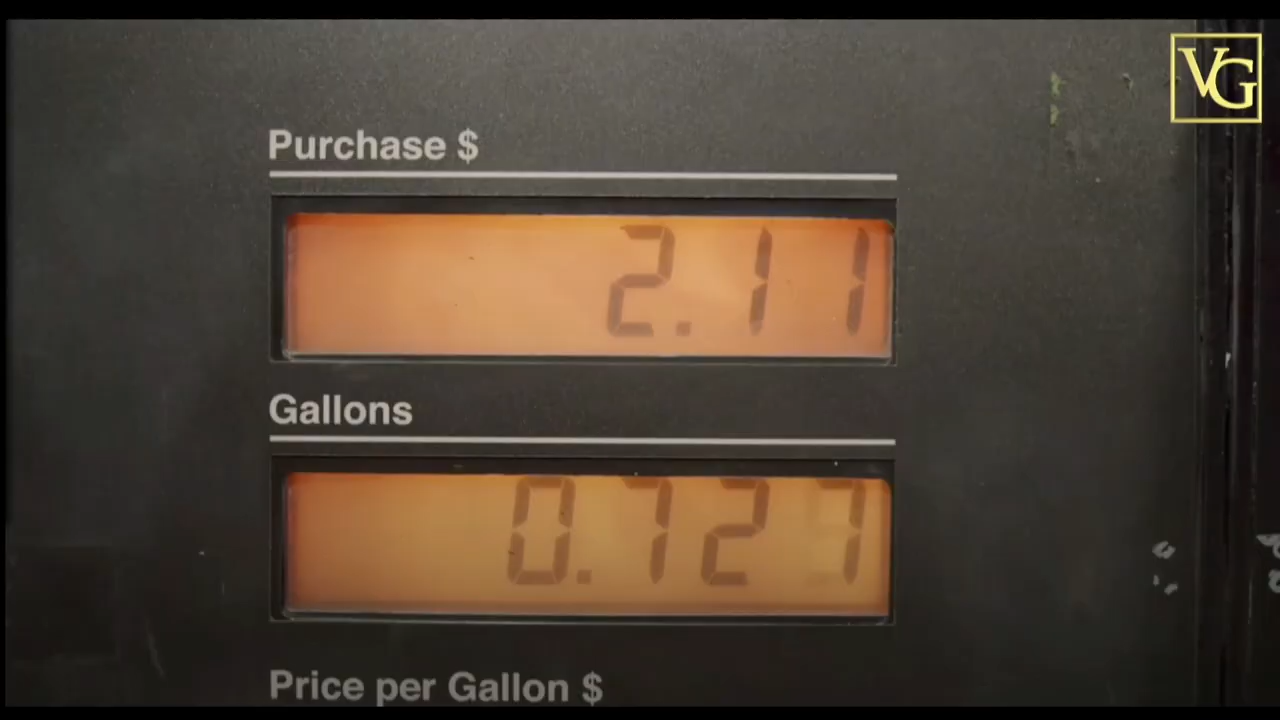 VG
Purchase $
2.11
Gallons
0.727
Price per Gallon $